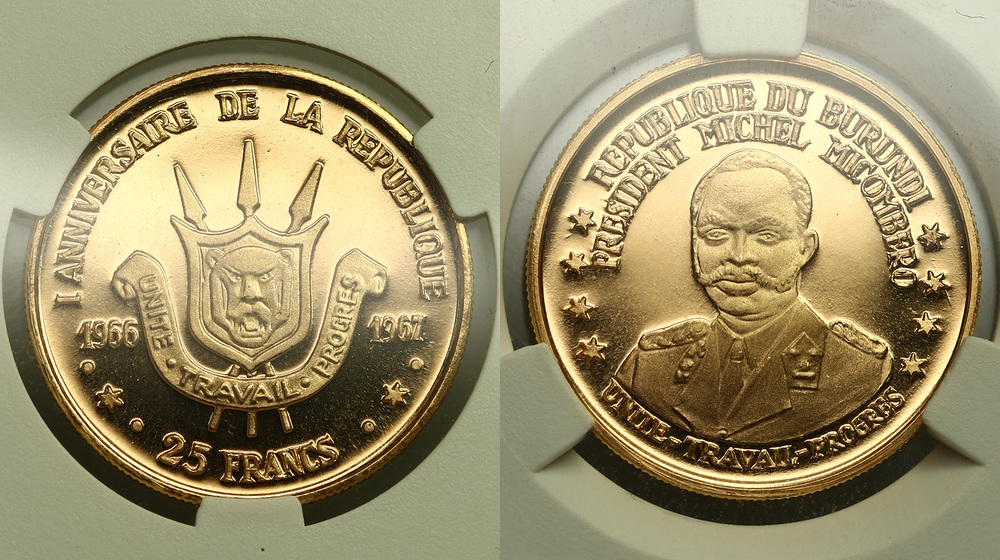 I ANNIVERSAIRE DE LA REPUBLIQUE
1966
1967
UNITE · TRAVAIL · PROGRES
25 FRANCS
REPUBLIQUE DU BURUNDI
PRESIDENT MICHEL MICOMBERO
UNITE-TRAVAIL-PROGRES